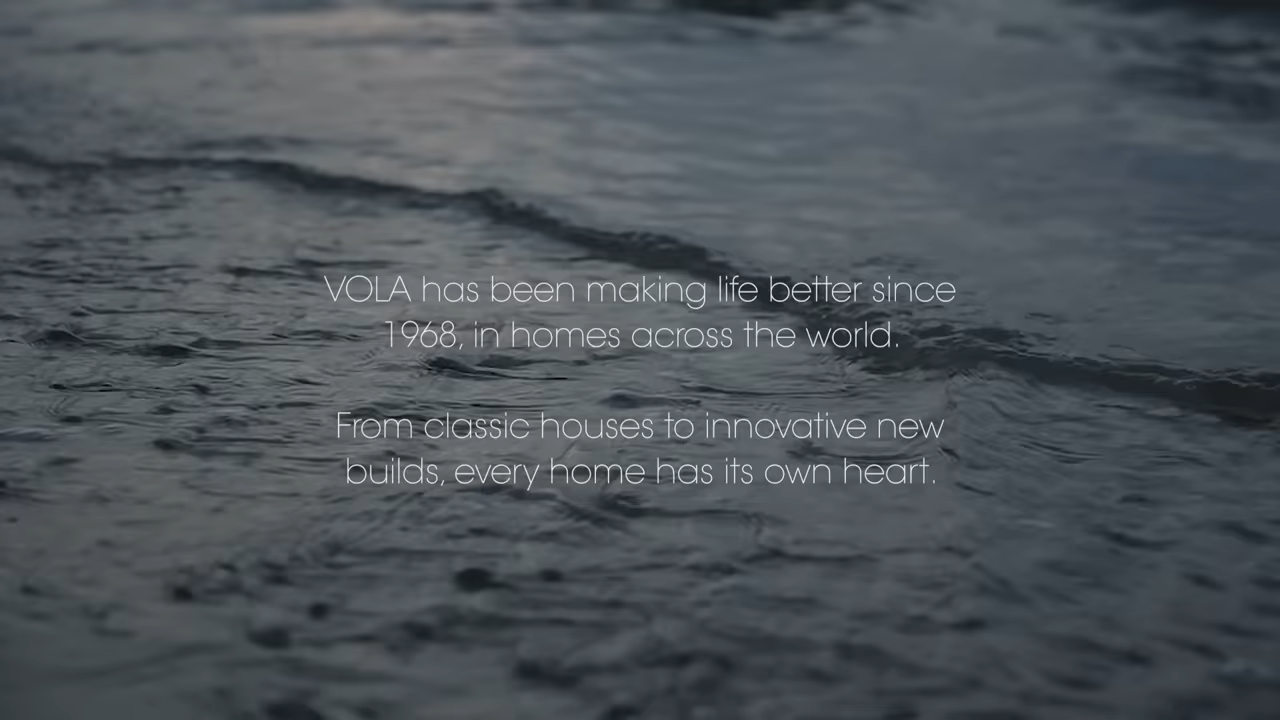 VOLA has been making life better since
1968, in homes across the world.
From classic houses to innovative new
builds, every home has its own heart.